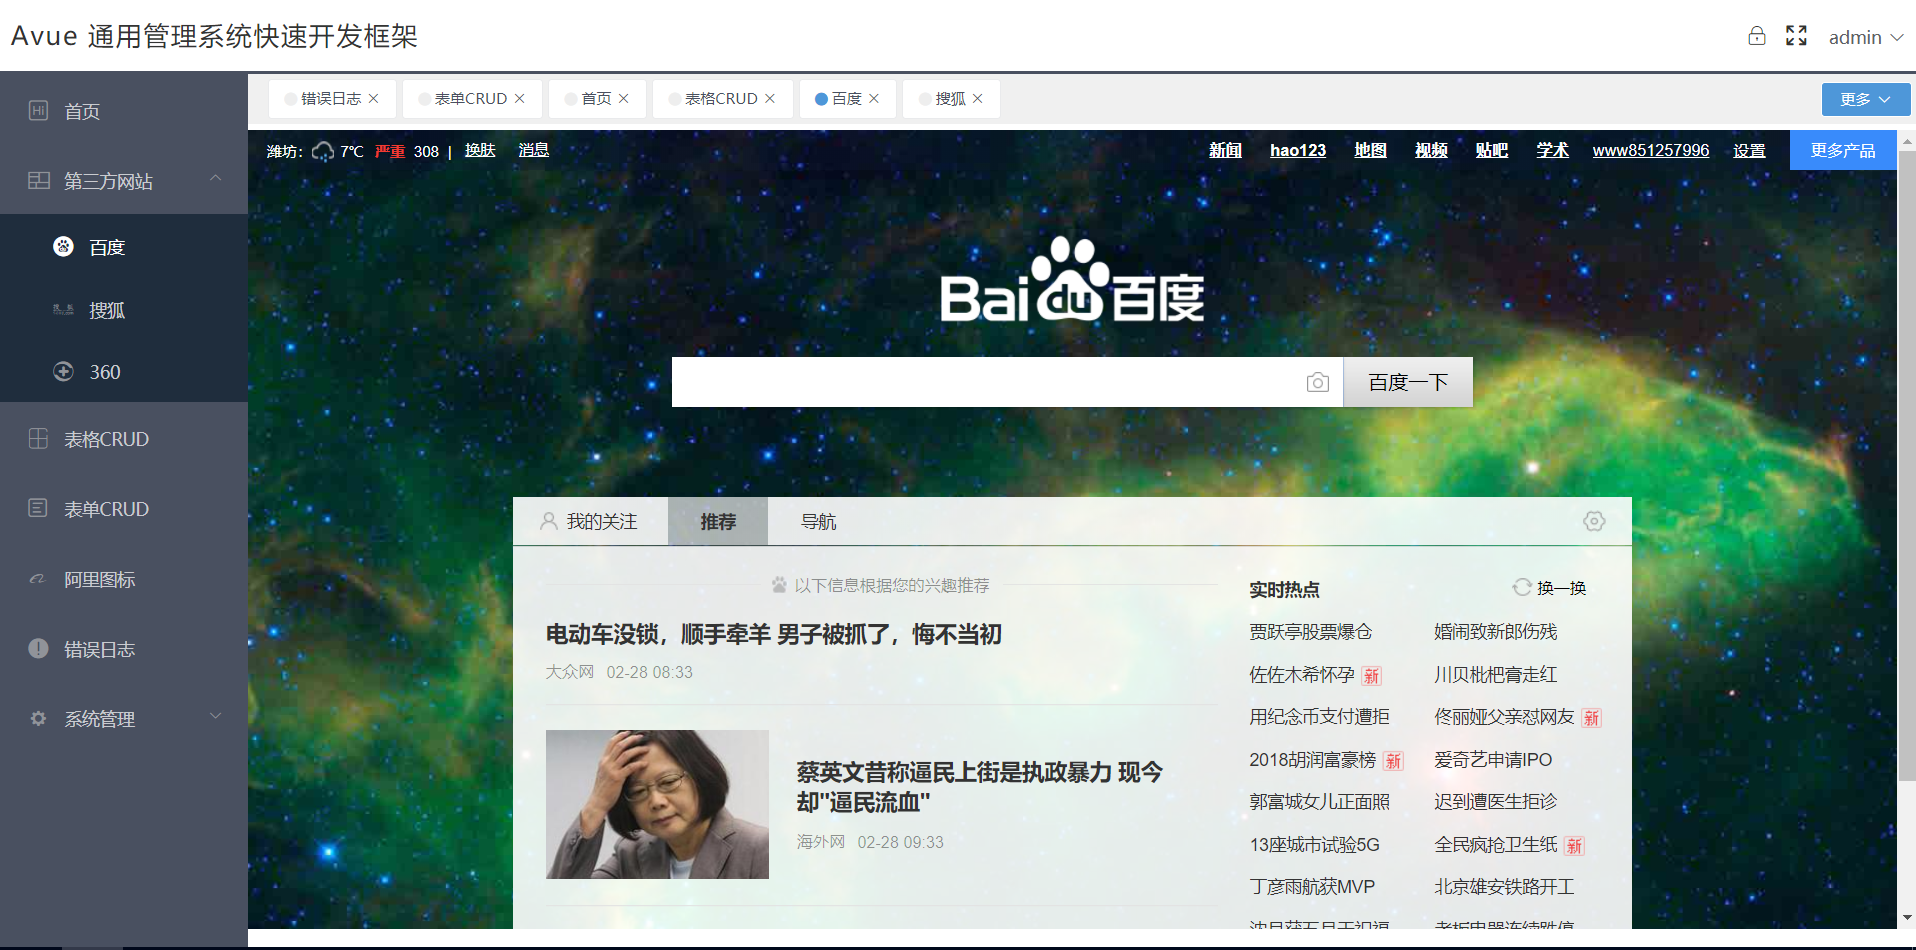 Avue 通用管理系统快速开发框架
admin
首页
第三方网站
百度
搜狐
360
表格CRUD
表单CRUD
阿里图标
错误日志
系统管理
错误日志 表单CRUD 首页 表格CRUD 百度 搜狐 更多
潍坊: 7℃ 严重 308 | 换肤 消息
新闻 hao123 地图 视频 贴吧 学术 www851257996 设置 更多产品
Bai du 百度
百度一下
我的关注 推荐 导航
以下信息根据您的兴趣推荐
电动车没锁，顺手牵羊 男子被抓了，悔不当初
大众网 02-28 08:33
蔡英文昔称逼民上街是执政暴力 现今
却"逼民流血"
海外网 02-28 09:33
实时热点 换一换
贾跃亭股票爆仓 婚闹致新郎伤残
佐佐木希怀孕 新 川贝枇杷膏走红
用纪念币支付遭拒 佟丽娅父亲怼网友 新
2018胡润富豪榜 新 爱奇艺申请IPO
郭富城女儿正面照 迟到遭医生拒诊
13座城市试验5G 全民疯抢卫生纸 新
丁彦雨航获MVP 北京雄安铁路开工